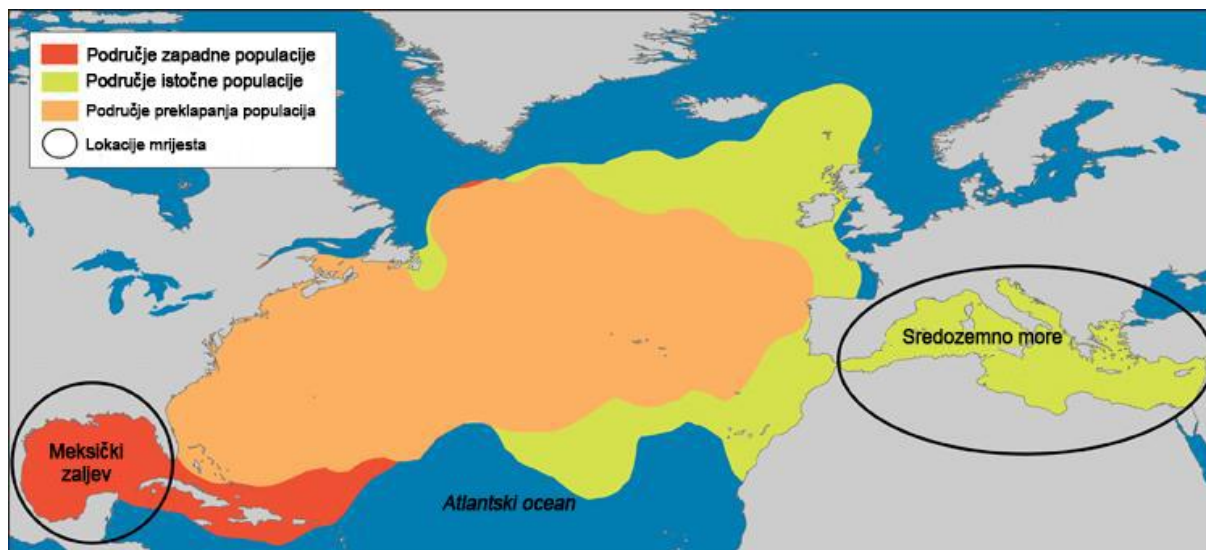 Područje zapadne populacije
Područje istočne populacije
Područje preklapanja populacija
Lokacije mrijesta
Sredozemno more
Meksički
zaljev
Atlantski ocean